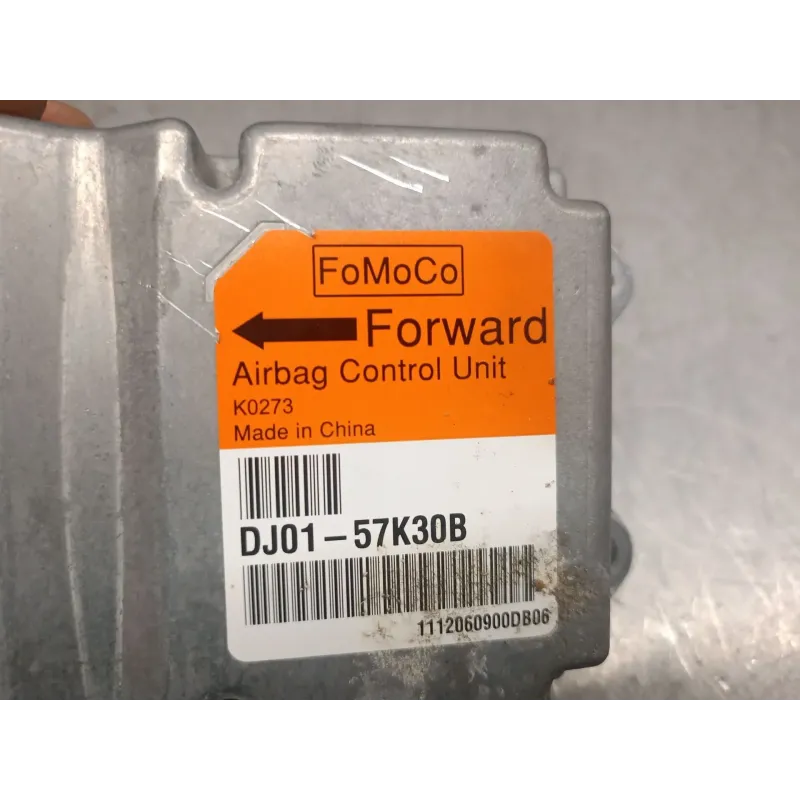 FoMoCo
Forward
Airbag Control Unit
K0273
Made in China
DJ01-57K30B
1112060900DB06